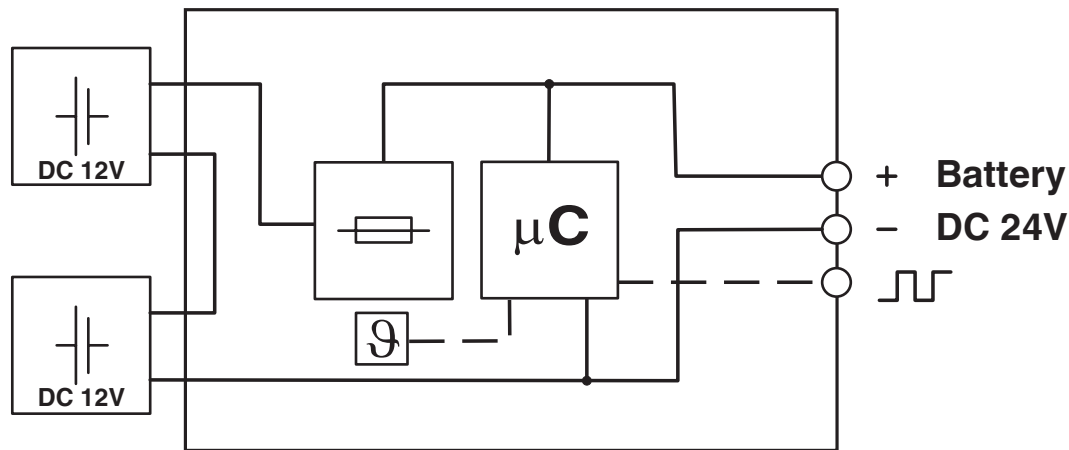 DC 12V
+ Battery
μC
− DC 24V
ϑ
DC 12V